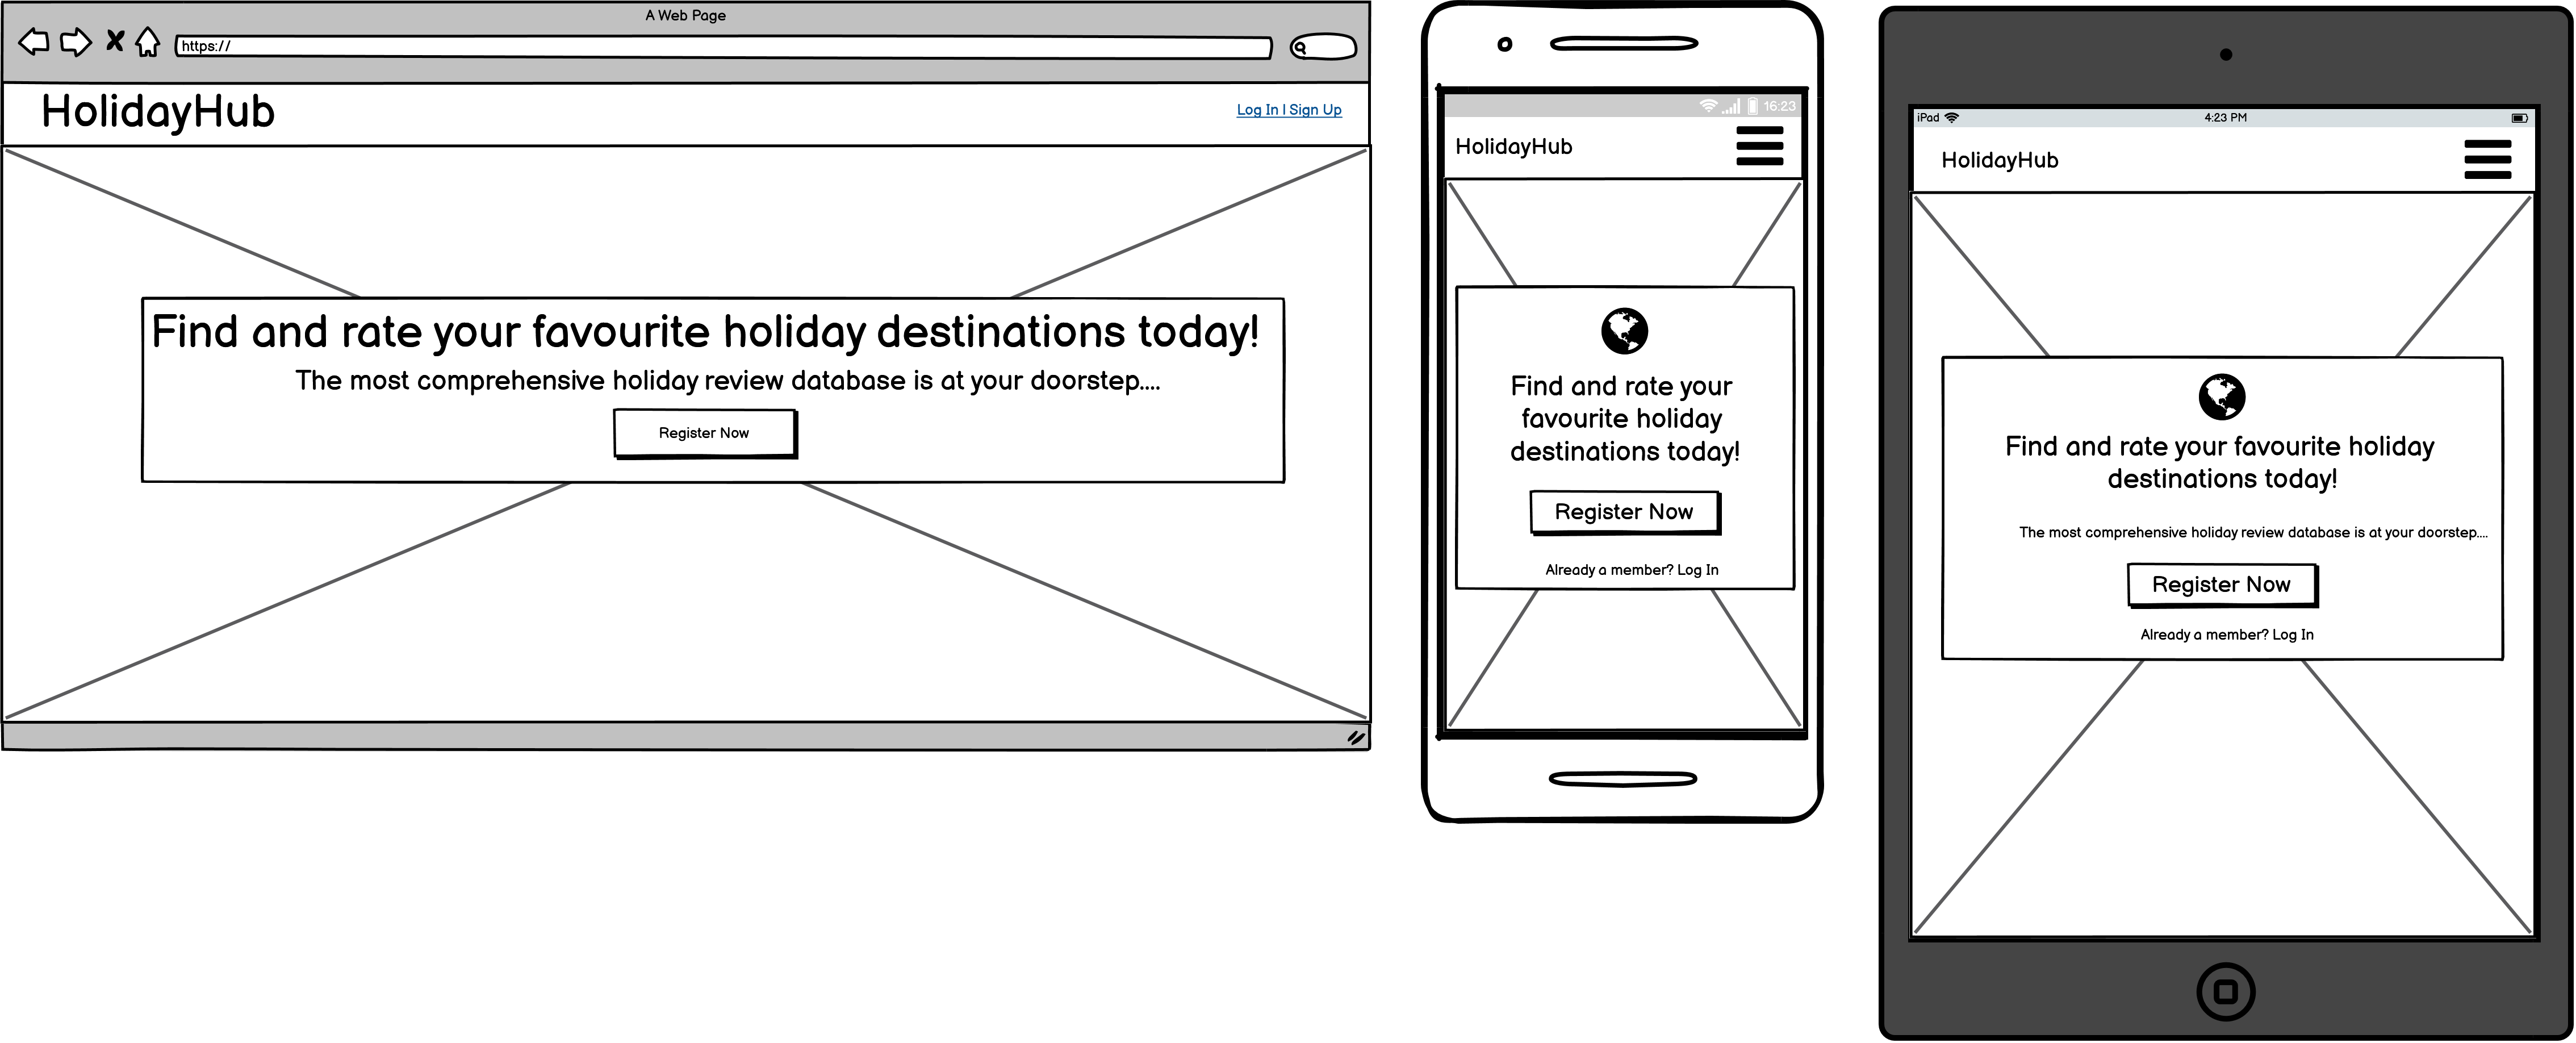 A Web Page
https://
HolidayHub
Log In | Sign Up
Find and rate your favourite holiday destinations today!
The most comprehensive holiday review database is at your doorstep....
Register Now
16:23
HolidayHub
Find and rate your
favourite holiday
destinations today!
Register Now
Already a member? Log In
iPad
4:23 PM
HolidayHub
Find and rate your favourite holiday
destinations today!
The most comprehensive holiday review database is at your doorstep....
Register Now
Already a member? Log In